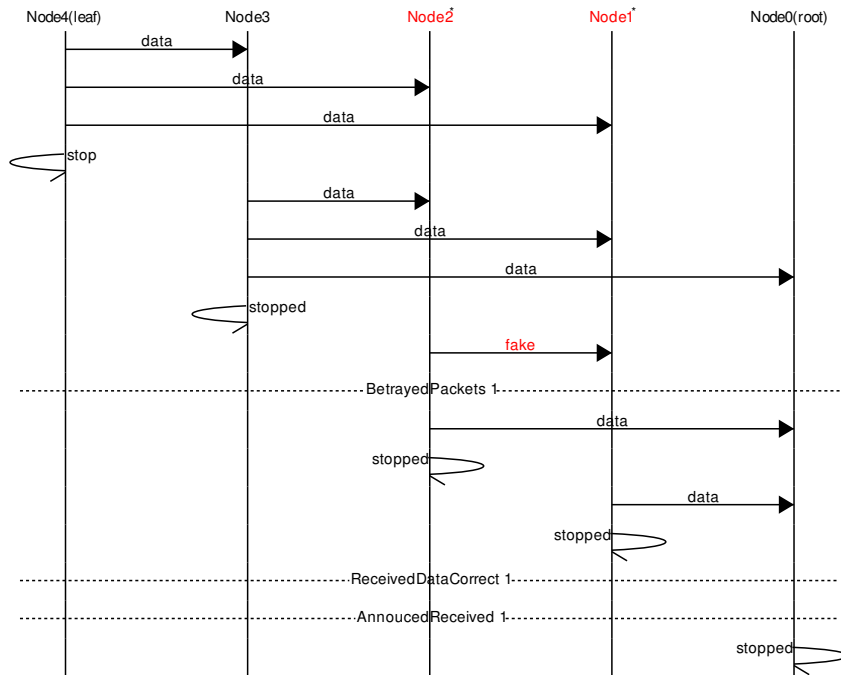 Node4(leaf) Node3 Node2* Node1* Node0(root)
data
data
data
stop
data
data
data
stopped
fake
BetrayedPackets 1
data
stopped
data
stopped
ReceivedDataCorrect 1
AnnoucedReceived 1
stopped